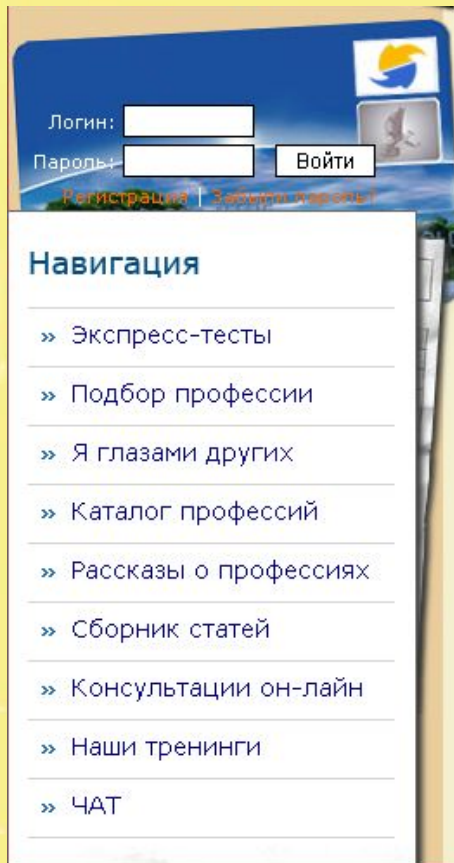 Логин:
Пароль: Войти
Регистрация | Забыли пароль?
Навигация
» Экспресс-тесты
» Подбор профессии
» Я глазами других
» Каталог профессий
» Рассказы о профессиях
» Сборник статей
» Консультации он-лайн
» Наши тренинги
» ЧАТ